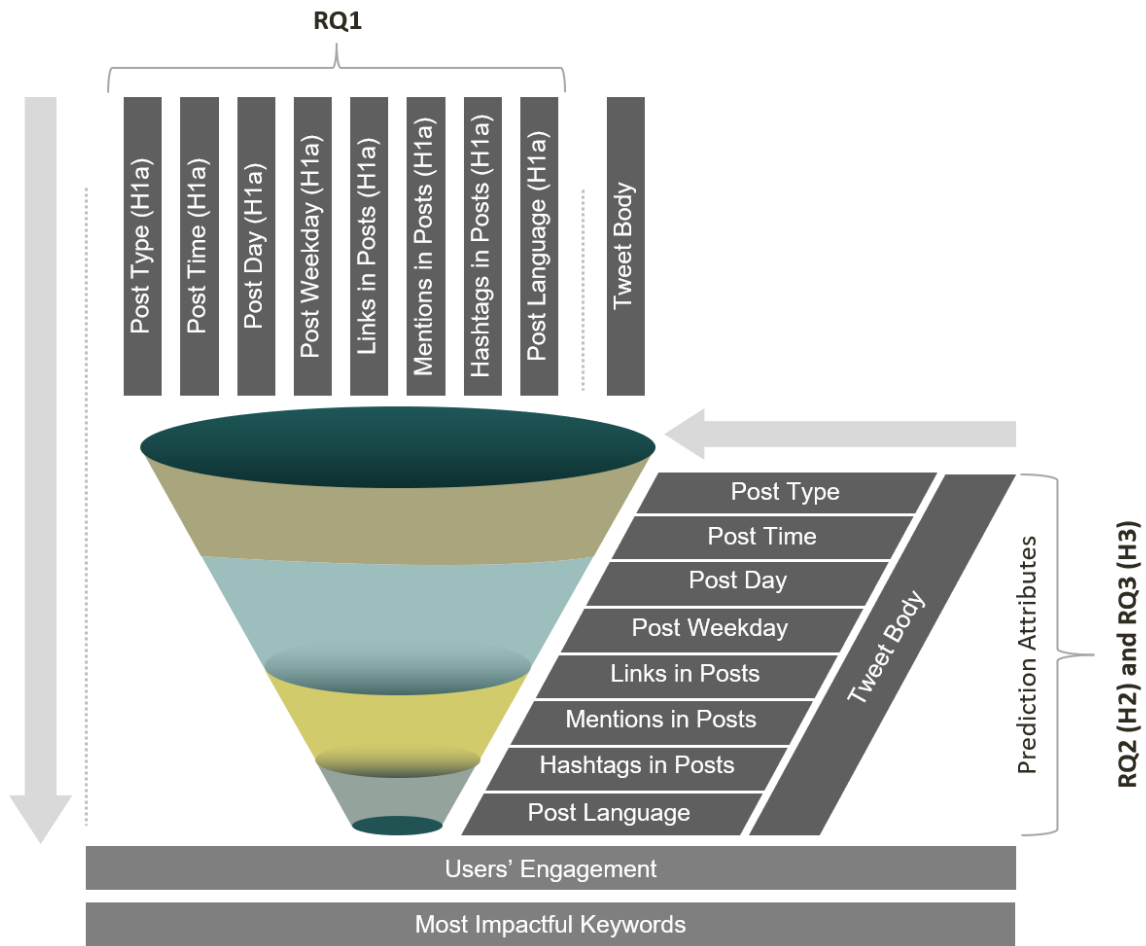 RQ1
Post Type (H1a)
Post Time (H1a)
Post Day (H1a)
Post Weekday (H1a)
Links in Posts (H1a)
Mentions in Posts (H1a)
Hashtags in Posts (H1a)
Post Language (H1a)
Tweet Body
Post Type
Post Time
Post Day
Post Weekday
Links in Posts
Mentions in Posts
Hashtags in Posts
Post Language
Tweet Body
Prediction Attributes
RQ2 (H2) and RQ3 (H3)
Users’ Engagement
Most Impactful Keywords